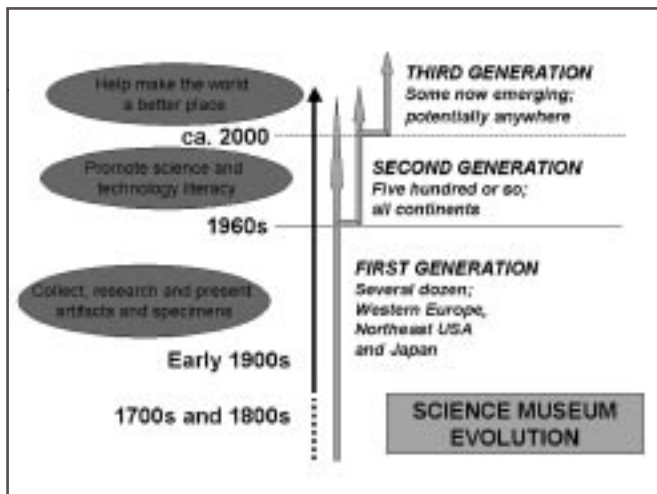 Help make the world
a better place
THIRD GENERATION
Some now emerging;
potentially anywhere
ca. 2000
Promote science and
technology literacy
SECOND GENERATION
Five hundred or so;
all continents
1960s
Collect, research and present
artifacts and specimens
FIRST GENERATION
Several dozen;
Western Europe,
Northeast USA
and Japan
Early 1900s
1700s and 1800s
SCIENCE MUSEUM
EVOLUTION